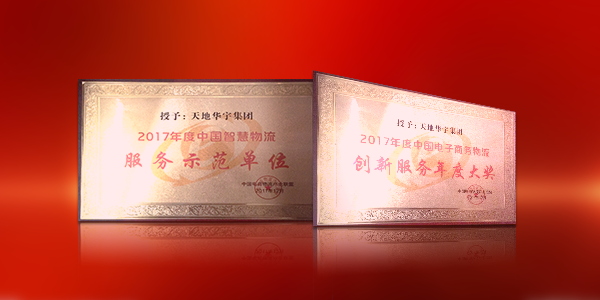 授予：天地华宇集团
2017年度中国智慧物流
服务示范单位
授予：天地华宇集团
2017年度中国电子商务物流
创新服务年度大奖